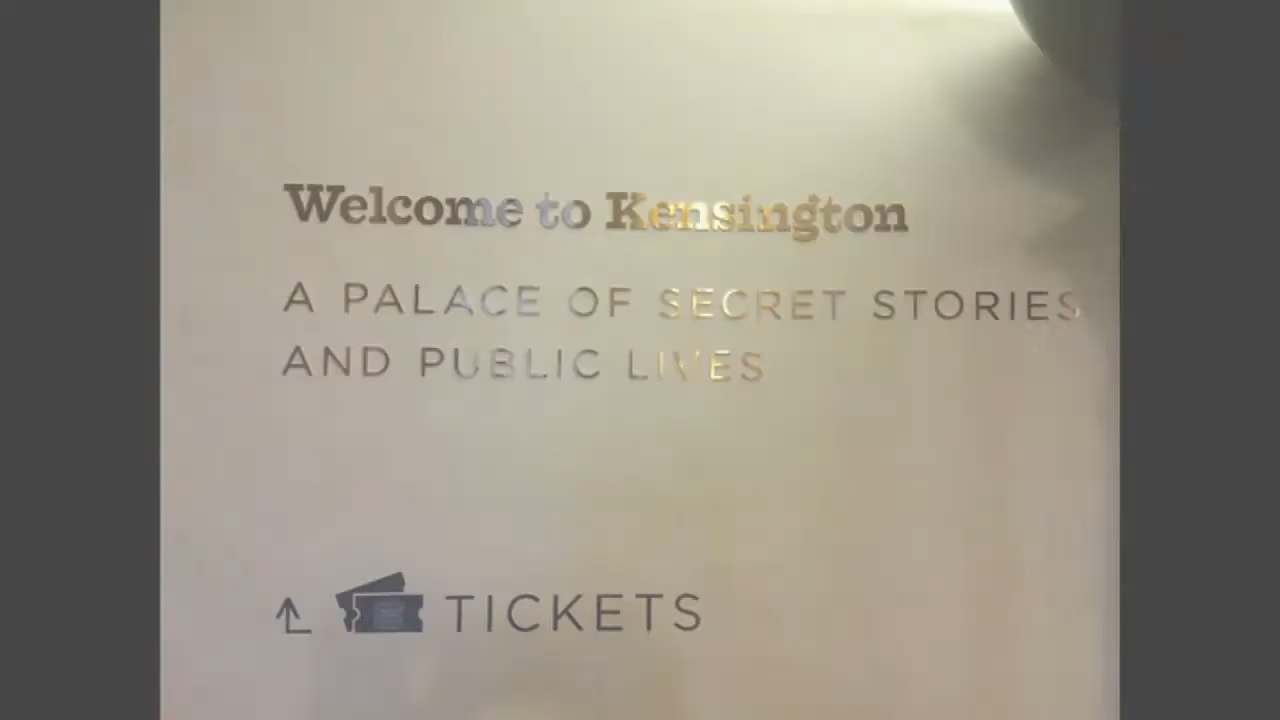 Welcome to Kensington
A PALACE OF SECRET STORIES
AND PUBLIC LIVES
TICKETS